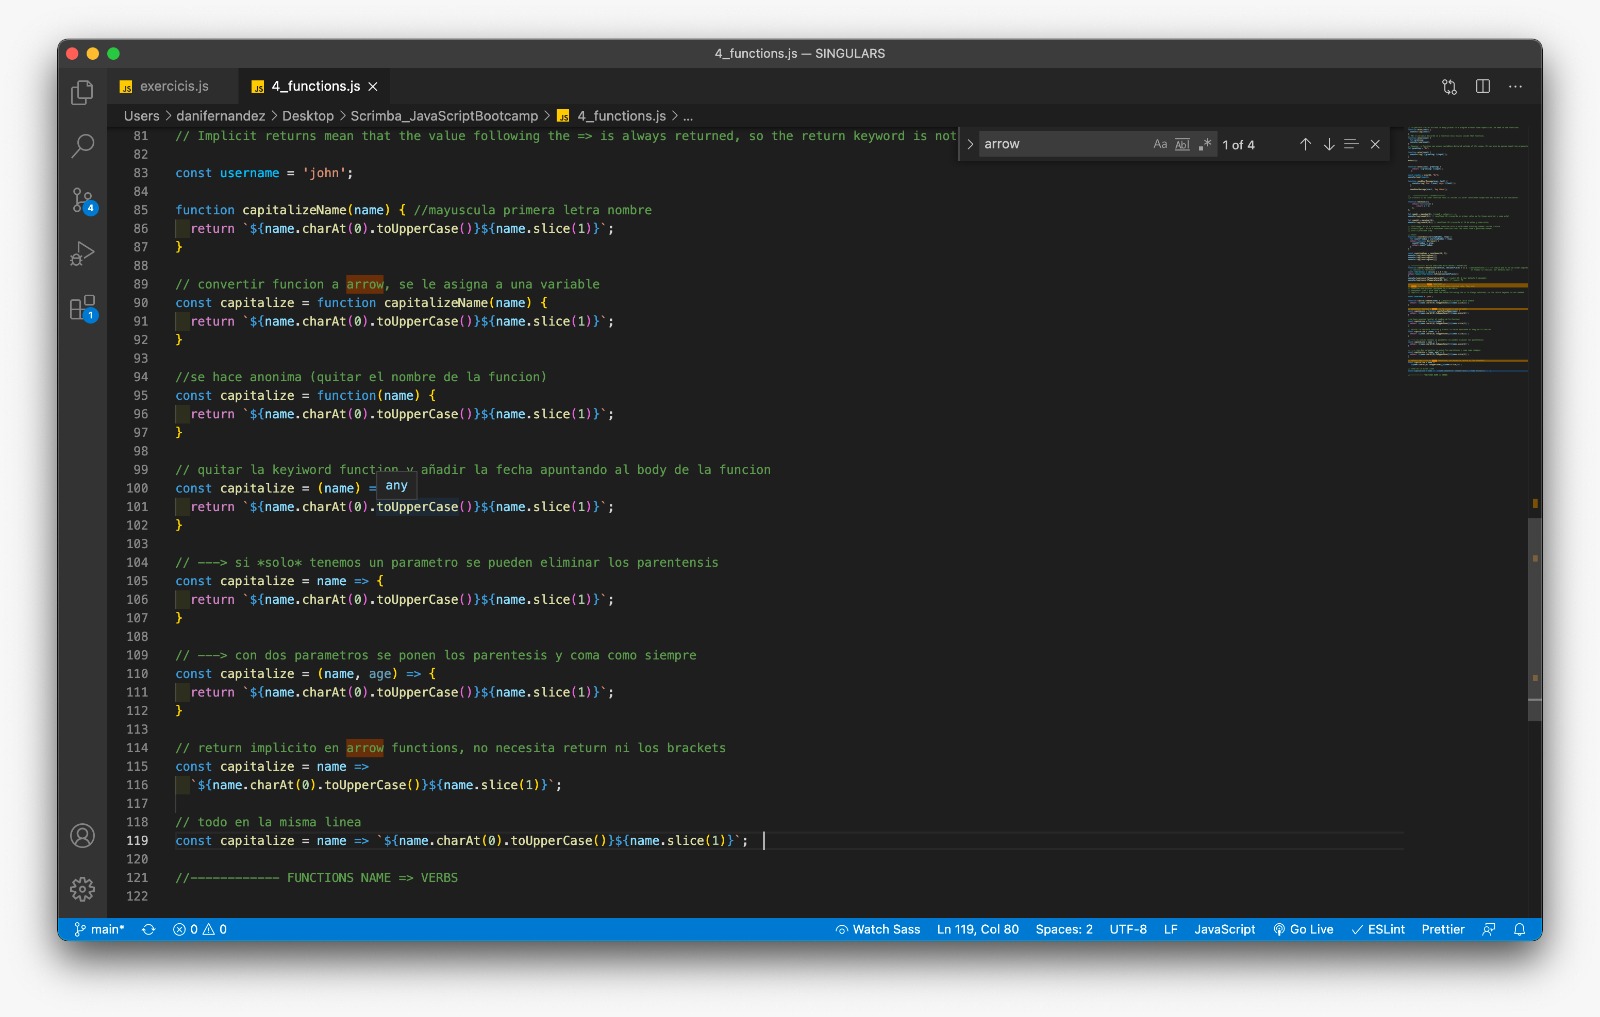 4_functions.js — SINGULARS
exercicis.js
4_functions.js
Users > danifernandez > Desktop > Scrimba_JavaScriptBootcamp > 4_functions.js > ...
arrow
Aa Abl .* 1 of 4
81 // Implicit returns mean that the value following the => is always returned, so the return keyword is not
82
83 const username = 'john';
84
85 function capitalizeName(name) { //mayuscula primera letra nombre
86 return `${name.charAt(0).toUpperCase()}${name.slice(1)}`;
87 }
88
89 // convertir funcion a arrow, se le asigna a una variable
90 const capitalize = function capitalizeName(name) {
91 return `${name.charAt(0).toUpperCase()}${name.slice(1)}`;
92 }
93
94 //se hace anonima (quitar el nombre de la funcion)
95 const capitalize = function(name) {
96 return `${name.charAt(0).toUpperCase()}${name.slice(1)}`;
97 }
98
99 // quitar la keyiword function y añadir la fecha apuntando al body de la funcion
any
100 const capitalize = (name) =
101 return `${name.charAt(0).toUpperCase()}${name.slice(1)}`;
102 }
103
104 // ---> si *solo* tenemos un parametro se pueden eliminar los parentensis
105 const capitalize = name => {
106 return `${name.charAt(0).toUpperCase()}${name.slice(1)}`;
107 }
108
109 // ---> con dos parametros se ponen los parentesis y coma como siempre
110 const capitalize = (name, age) => {
111 return `${name.charAt(0).toUpperCase()}${name.slice(1)}`;
112 }
113
114 // return implicito en arrow functions, no necesita return ni los brackets
115 const capitalize = name =>
116 `${name.charAt(0).toUpperCase()}${name.slice(1)}`;
117
118 // todo en la misma linea
119 const capitalize = name => `${name.charAt(0).toUpperCase()}${name.slice(1)}`;
120
121 //------------ FUNCTIONS NAME => VERBS
122
4
1
main* 0 0 Watch Sass Ln 119, Col 80 Spaces: 2 UTF-8 LF JavaScript Go Live ESLint Prettier